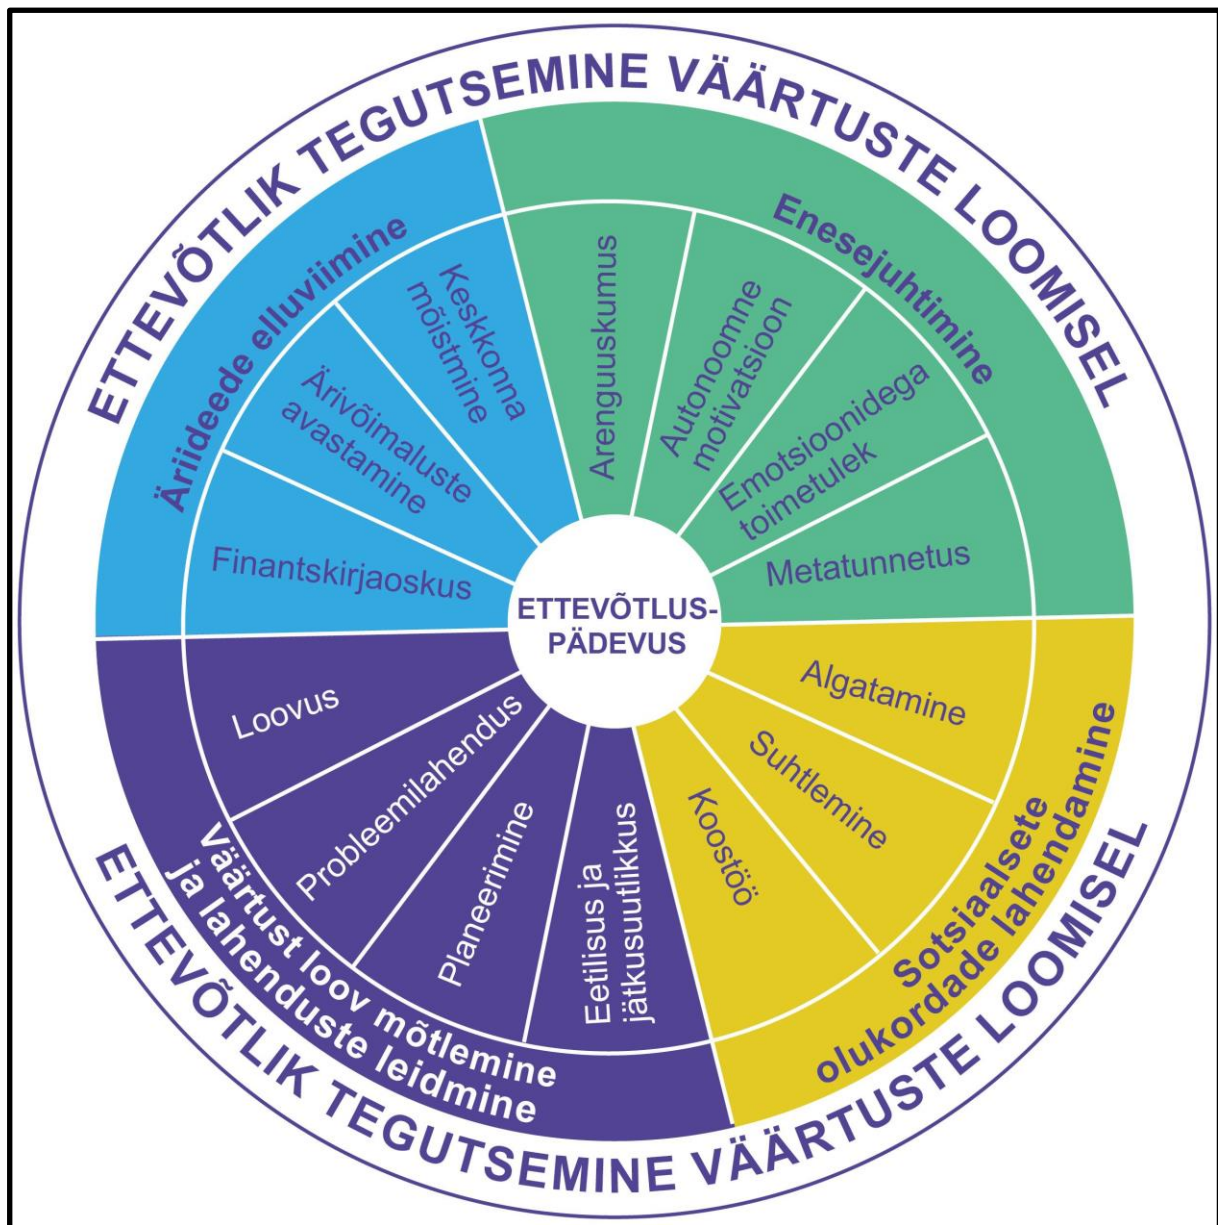 ETTEVÕTLIK TEGUTSEMINE VÄÄRTUSTE LOOMISEL
Enesejuhtimine
Arenguuskumus
Autonoomne
motivatsioon
Emotsioonidega
toimetulek
Metatunnetus
Sotsiaalsete
olukordade lahendamine
Algatamine
Suhtlemine
Koostöö
Väärtust loov mõtlemine
ja lahenduste leidmine
Eetilisus ja
jätkusuutlikkus
Planeerimine
Probleemilahendus
Loovus
Äriideede elluviimine
Finantskirjaoskus
Ärivõimaluste
avastamine
Keskkonna
mõistmine
ETTEVÕTLUS-
PÄDEVUS
ETTEVÕTLIK TEGUTSEMINE VÄÄRTUSTE LOOMISEL